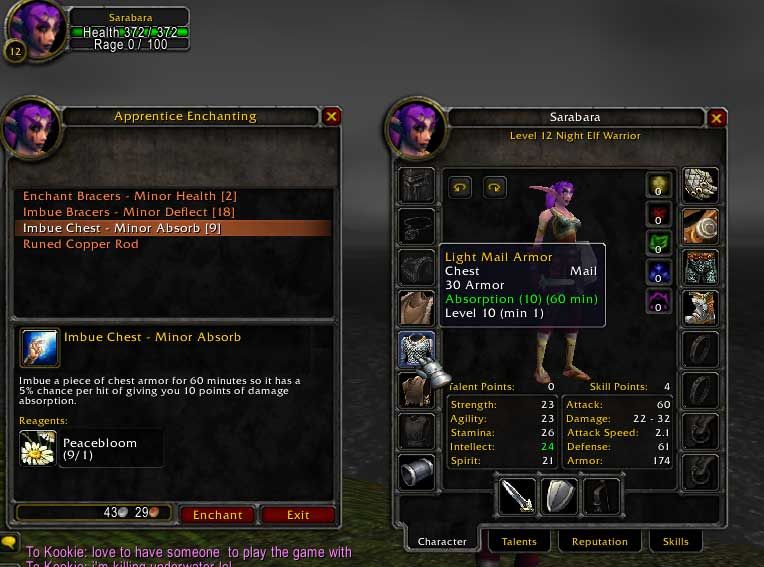 Sarabara
Health 372 / 372
Rage 0 / 100
12
Apprentice Enchanting
Enchant Bracers - Minor Health [2]
Imbue Bracers - Minor Deflect [18]
Imbue Chest - Minor Absorb [9]
Runed Copper Rod
Imbue Chest - Minor Absorb
Imbue a piece of chest armor for 60 minutes so it has a
5% chance per hit of giving you 10 points of damage
absorption.
Reagents:
Peacebloom
(9/1)
43 29
Enchant
Exit
Sarabara
Level 12 Night Elf Warrior
0
0
0
0
0
Light Mail Armor
Chest Mail
30 Armor
Absorption (10) (60 min)
Level 10 (min 1)
Talent Points: 0
Skill Points: 4
Strength: 23
Agility: 23
Stamina: 26
Intellect: 24
Spirit: 21
Attack: 60
Damage: 22 - 32
Attack Speed: 2.1
Defense: 61
Armor: 174
Character
Talents
Reputation
Skills
To Kookie: love to have someone to play the game with
To Kookie: i'm killing underwater lol